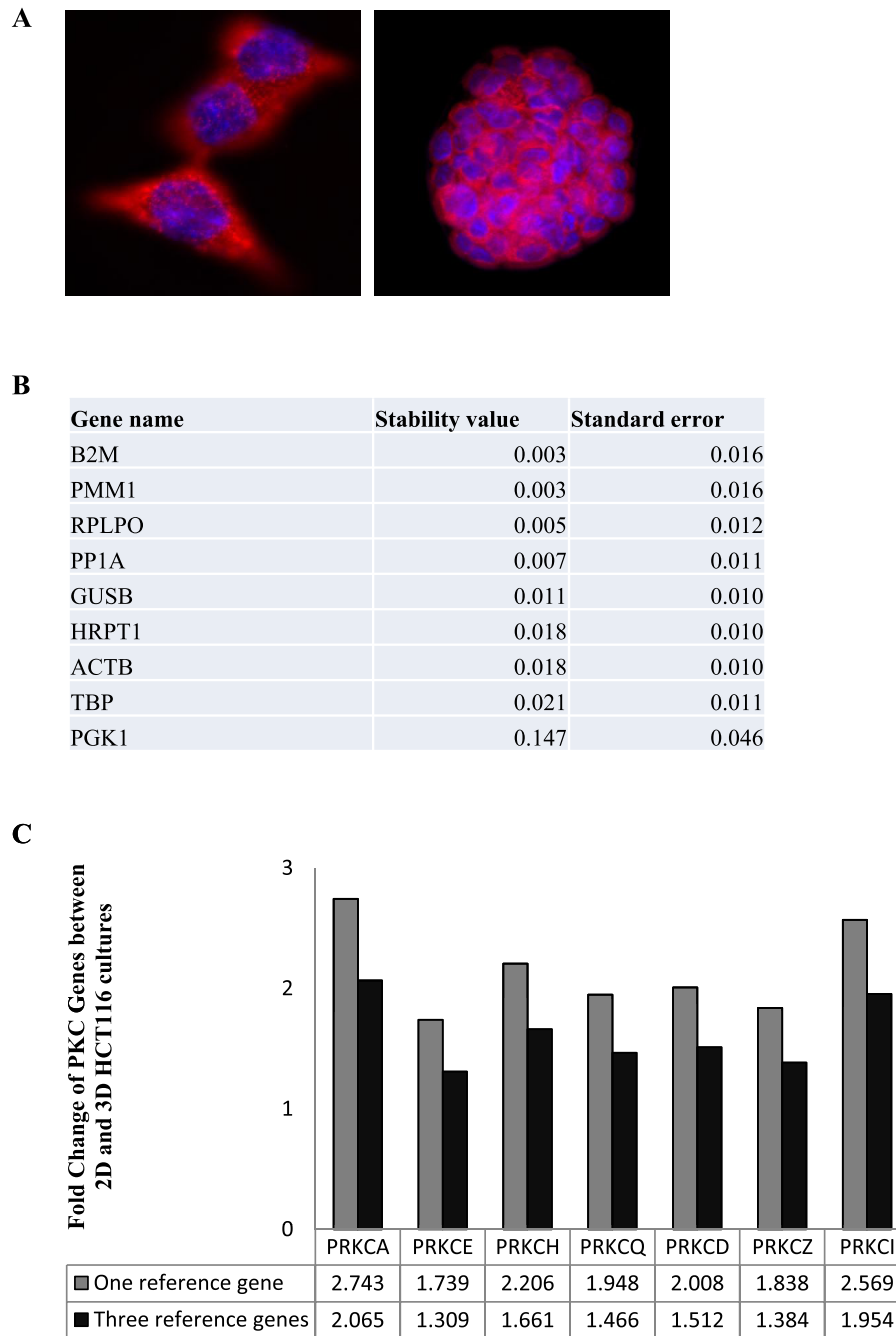 A
B
Gene name Stability value Standard error
B2M 0.003 0.016
PMM1 0.003 0.016
RPLPO 0.005 0.012
PP1A 0.007 0.011
GUSB 0.011 0.010
HRPT1 0.018 0.010
ACTB 0.018 0.010
TBP 0.021 0.011
PGK1 0.147 0.046
C
Fold Change of PKC Genes between
2D and 3D HCT116 cultures
3
2
1
0
PRKCA PRKCE PRKCH PRKCQ PRKCD PRKCZ PRKCI
One reference gene 2.743 1.739 2.206 1.948 2.008 1.838 2.569
Three reference genes 2.065 1.309 1.661 1.466 1.512 1.384 1.954